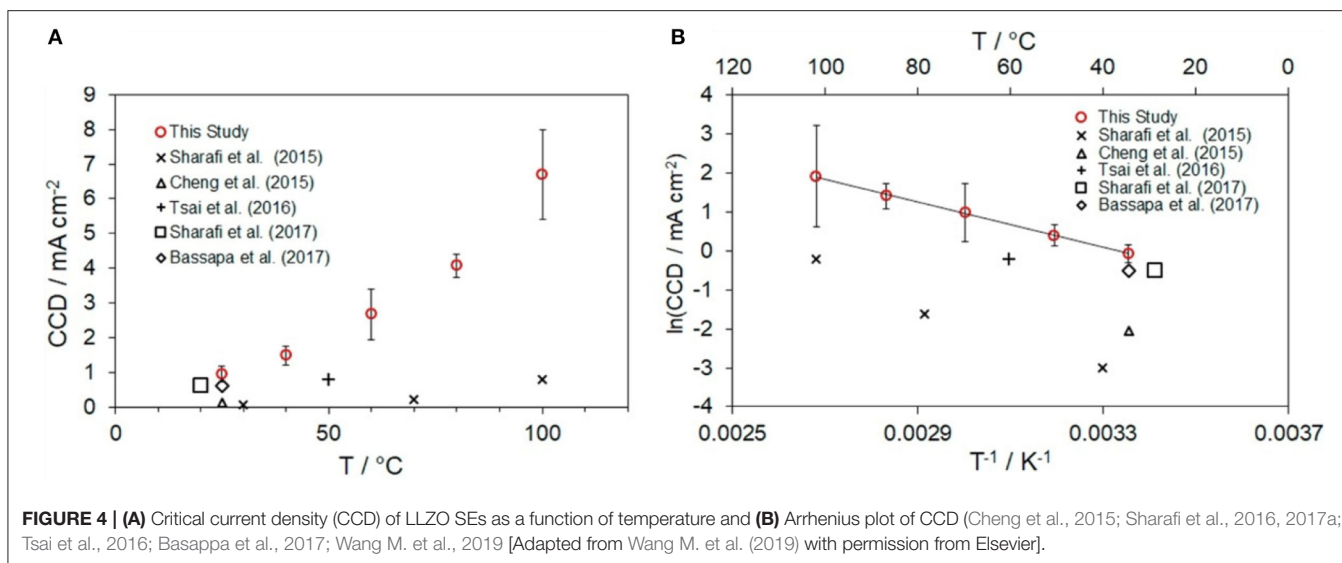 A
CCD / mA cm-2
9
8
7
6
5
4
3
2
1
0
This Study
Sharafi et al. (2015)
Cheng et al. (2015)
Tsai et al. (2016)
Sharafi et al. (2017)
Bassapa et al. (2017)
0
50
100
T / °C
B
T / °C
120
100
80
60
40
20
0
ln(CCD / mA cm-2)
4
3
2
1
0
-1
-2
-3
-4
This Study
Sharafi et al. (2015)
Cheng et al. (2015)
Tsai et al. (2016)
Sharafi et al. (2017)
Bassapa et al. (2017)
0.0025
0.0029
0.0033
0.0037
T-1 / K-1
FIGURE 4 | (A) Critical current density (CCD) of LLZO SEs as a function of temperature and (B) Arrhenius plot of CCD (Cheng et al., 2015; Sharafi et al., 2016, 2017a;
Tsai et al., 2016; Basappa et al., 2017; Wang M. et al., 2019 [Adapted from Wang M. et al. (2019) with permission from Elsevier].